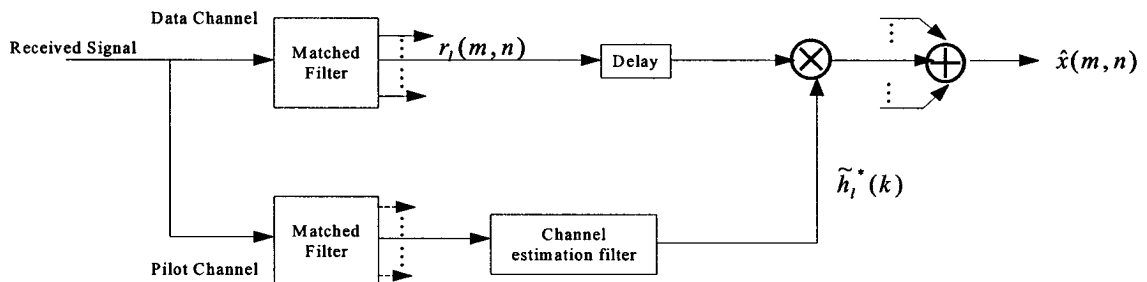 Data Channel
Received Signal
Matched
Filter
r_l(m,n)
Delay
x̂(m,n)
h̃_l*(k)
Matched
Filter
Channel
estimation filter
Pilot Channel